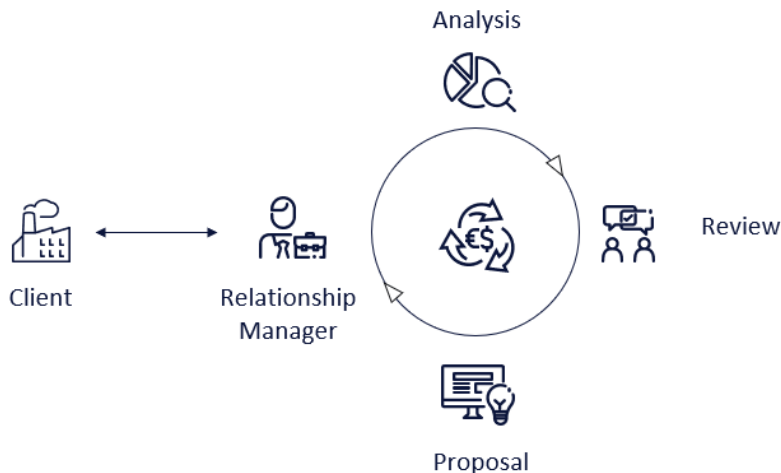 Analysis
€$
Review
Client
Relationship
Manager
Proposal